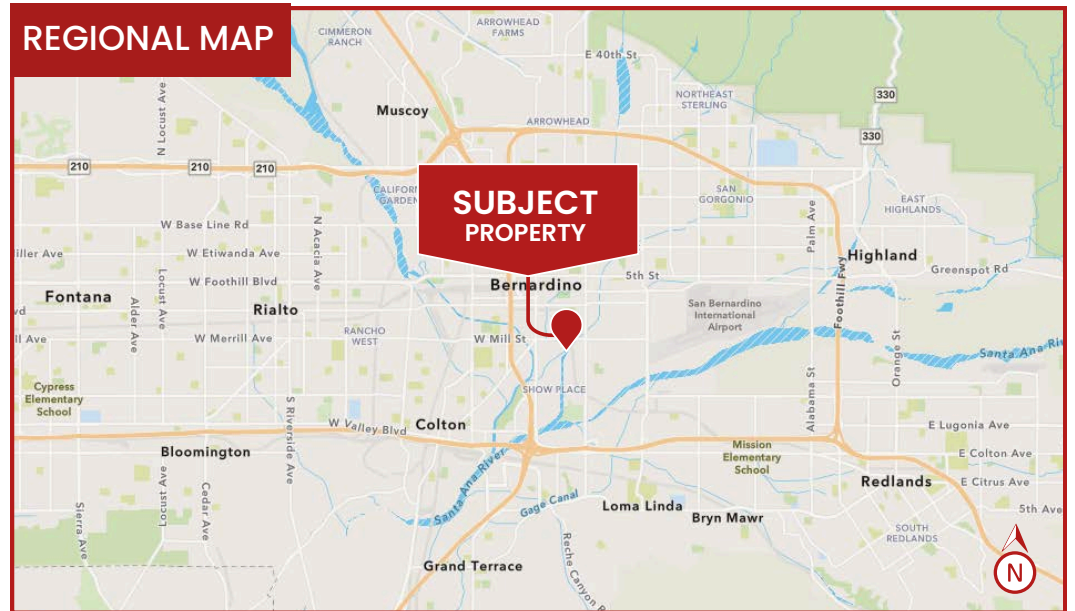 REGIONAL MAP
CIMMERON
RANCH
ARROWHEAD
FARMS
E 40th St
330
NORTHEAST
STERLING
Muscoy
N Locust Ave
ARROWHEAD
330
210
210
210
CALIFOR
GARDEN
SUBJECT
PROPERTY
SAN
GORGONIO
Palm Ave
EAST
HIGHLANDS
W Base Line Rd
N Acacia Ave
iller Ave
W Etiwanda Ave
Highland
Greenspot Rd
5th St
W Foothill Blvd
Bernardino
Fontana
Locust Ave
Alder Ave
Rialto
San Bernardino
International
Airport
Foothill Fwy
vd
ll Ave
W Merrill Ave
RANCHO
WEST
W Mill St
Orange St
Santa Ana Riv
Cypress
Elementary
School
SHOW PLACE
Alabama St
S Riverside Ave
W Valley Blvd
Colton
E Lugonia Ave
Bloomington
Mission
Elementary
School
E Colton Ave
Santa Ana River
Redlands
E Citrus Ave
Locust Ave
Cedar Ave
Sierra Ave
Gage Canal
Loma Linda
Bryn Mawr
5th Ave
SOUTH
REDLANDS
Reche Canyon R
Grand Terrace
N